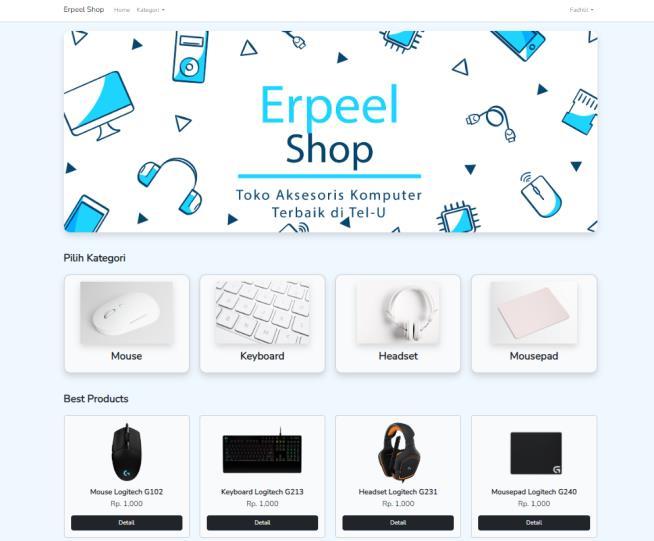 Erpeel Shop Home Kategori Fadhlil
Erpeel
Shop
Toko Aksesoris Komputer
Terbaik di Tel-U
Pilih Kategori
Mouse Keyboard Headset Mousepad
Best Products
Mouse Logitech G102 Keyboard Logitech G213 Headset Logitech G231 Mousepad Logitech G240
Rp. 1,000 Rp. 1,000 Rp. 1,000 Rp. 1,000
Detail Detail Detail Detail